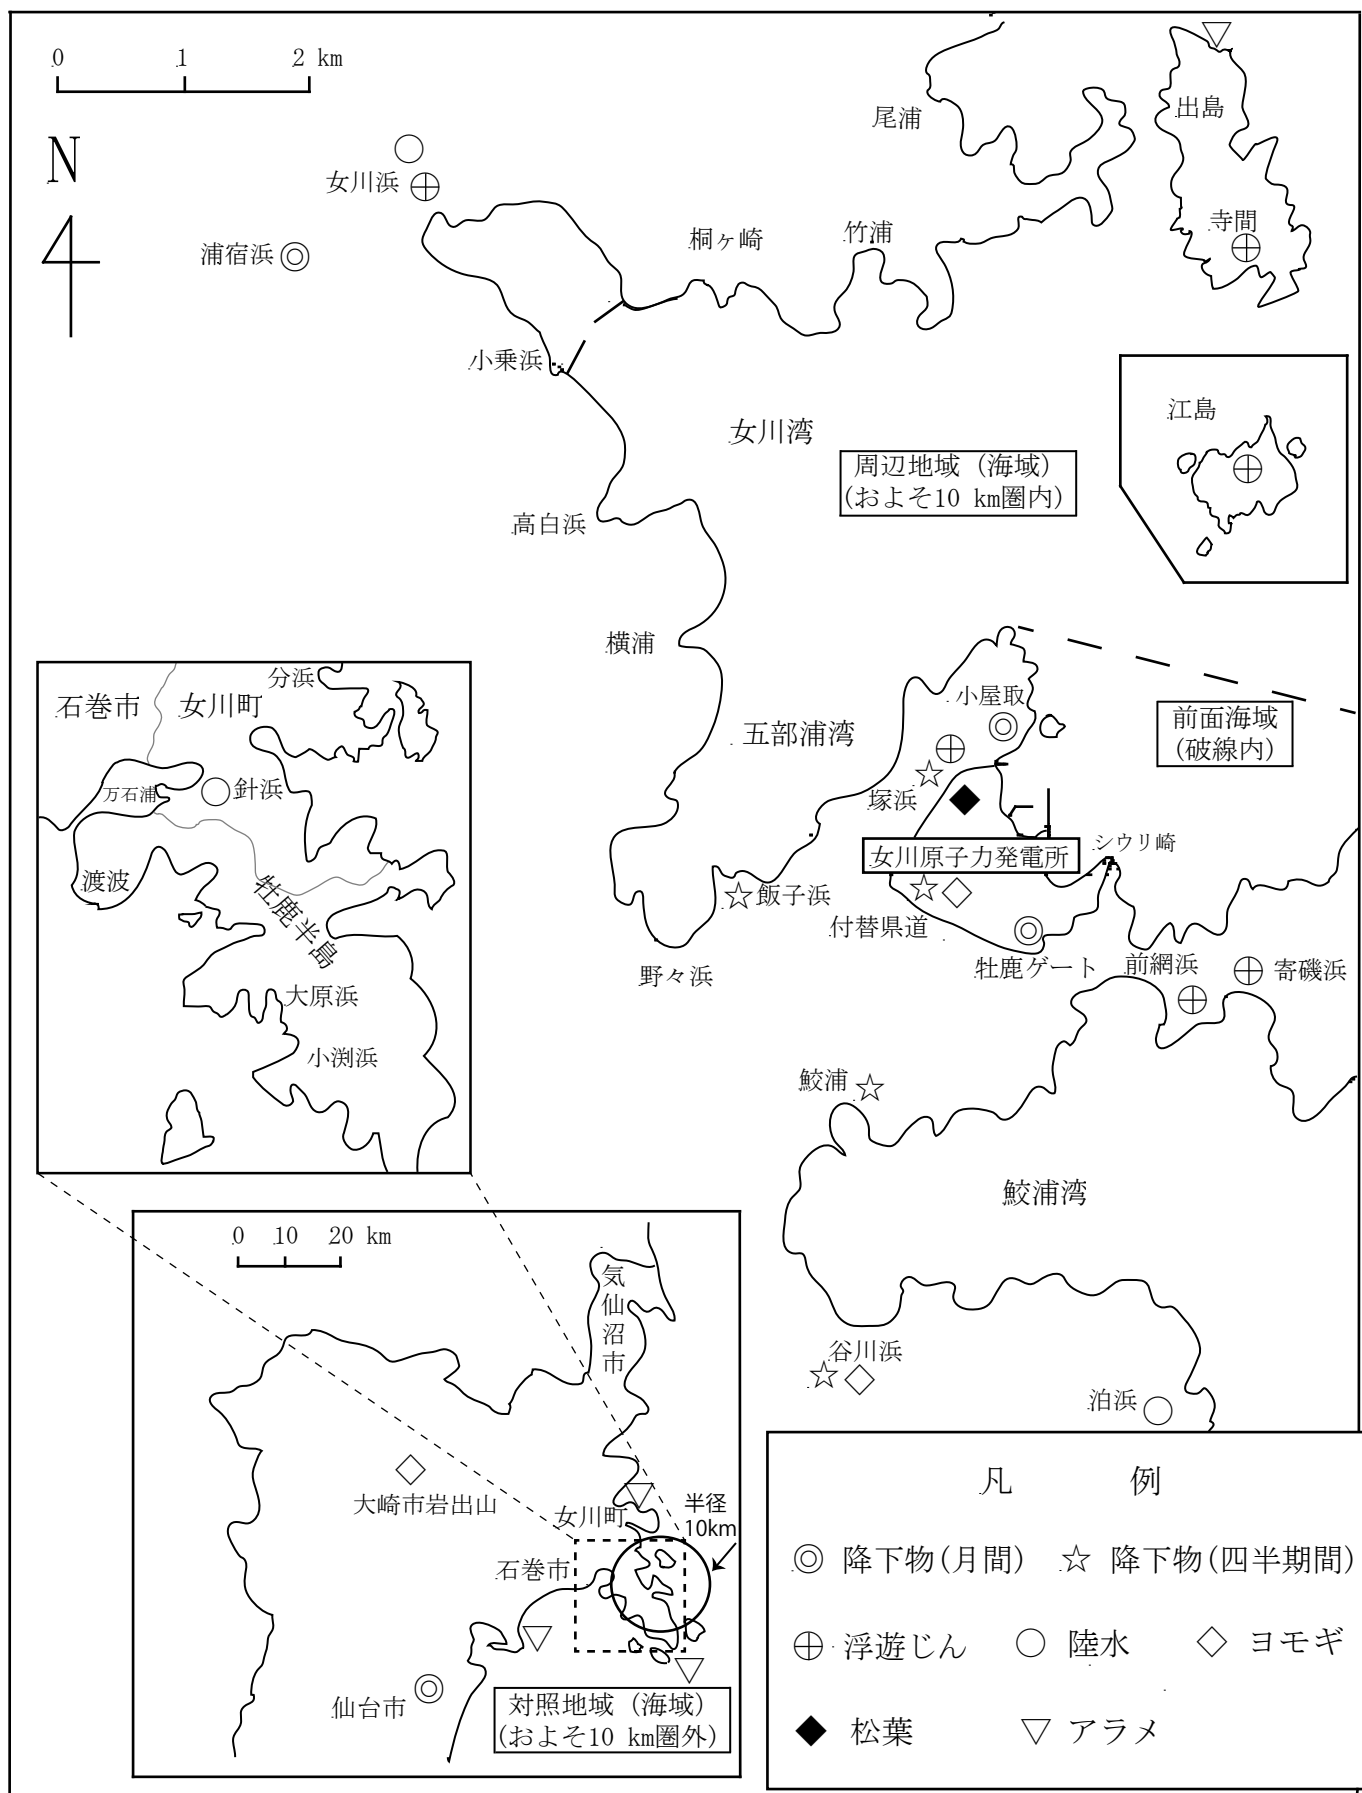 0 1 2 km
N
尾浦
出島
女川浜
浦宿浜
桐ヶ崎
竹浦
寺間
小乗浜
女川湾
江島
周辺地域（海域）
(およそ10 km圏内)
高白浜
横浦
五部浦湾
小屋取
前面海域
(破線内)
塚浜
女川原子力発電所
シウリ崎
飯子浜
付替県道
野々浜
牡鹿ゲート
前網浜
寄磯浜
鮫浦
鮫浦湾
谷川浜
泊浜
石巻市
女川町
分浜
万石浦
針浜
渡波
牡鹿半島
大原浜
小渕浜
0 10 20 km
気仙沼市
大崎市岩出山
女川町
半径
10km
石巻市
仙台市
対照地域（海域）
(およそ10 km圏外)
凡 例
◎ 降下物(月間) ☆ 降下物(四半期間)
⊕ 浮遊じん ○ 陸水 ◇ ヨモギ
◆ 松葉 ▽ アラメ